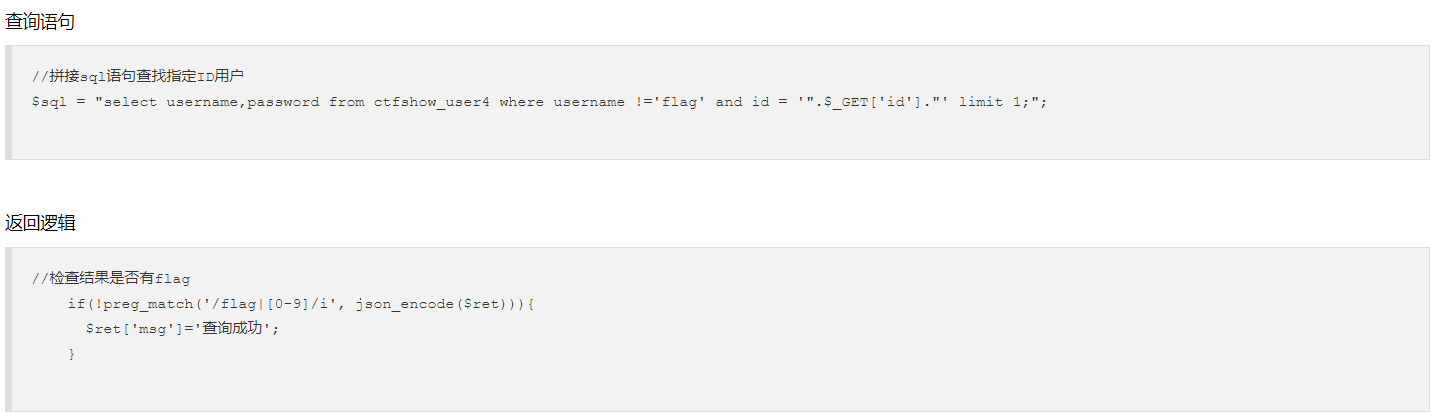 查询语句
//拼接sql语句查找指定ID用户
$sql = "select username,password from ctfshow_user4 where username !='flag' and id = '".$_GET['id']."' limit 1;";
返回逻辑
//检查结果是否有flag
if(!preg_match('/flag|[0-9]/i', json_encode($ret))){
$ret['msg']='查询成功';
}